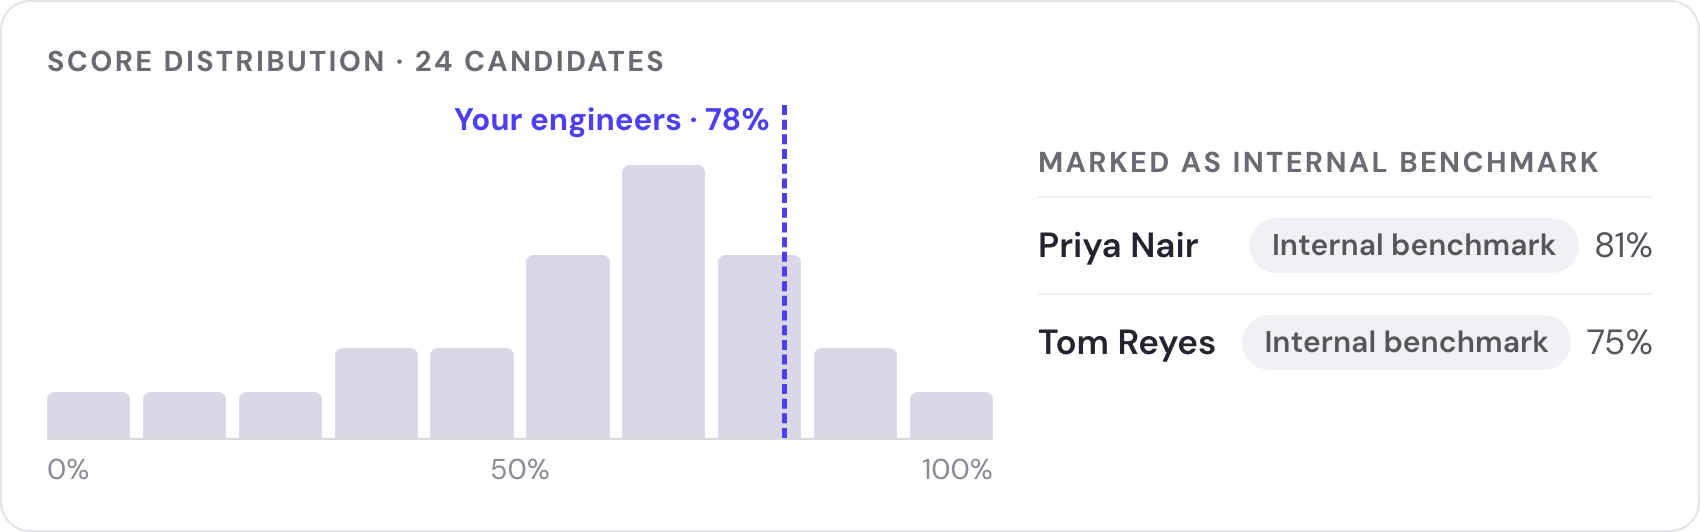 SCORE DISTRIBUTION · 24 CANDIDATES
Your engineers · 78%
0% 50% 100%
MARKED AS INTERNAL BENCHMARK
Priya Nair Internal benchmark 81%
Tom Reyes Internal benchmark 75%